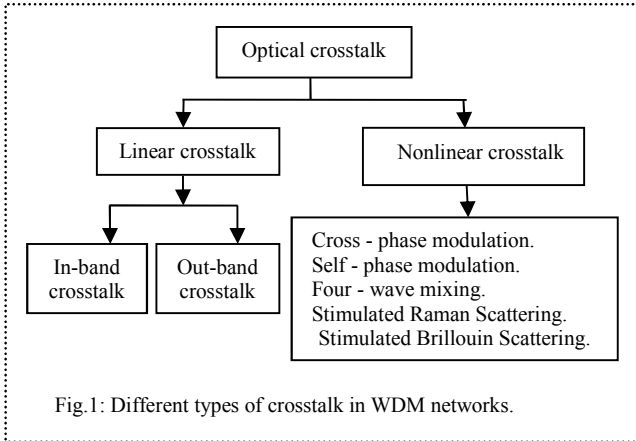 Optical crosstalk
Linear crosstalk
Nonlinear crosstalk
In-band
crosstalk
Out-band
crosstalk
Cross - phase modulation.
Self - phase modulation.
Four - wave mixing.
Stimulated Raman Scattering.
Stimulated Brillouin Scattering.
Fig.1: Different types of crosstalk in WDM networks.